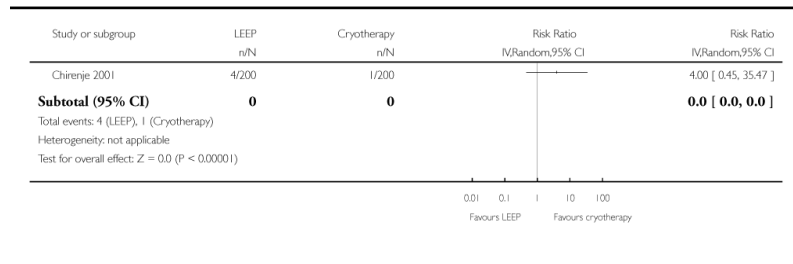 Study or subgroup LEEP Cryotherapy Risk Ratio Risk Ratio
n/N n/N IV,Random,95% CI IV,Random,95% CI
Chirenje 2001 4/200 1/200 4.00 [ 0.45, 35.47 ]
Subtotal (95% CI) 0 0 0.0 [ 0.0, 0.0 ]
Total events: 4 (LEEP), 1 (Cryotherapy)
Heterogeneity: not applicable
Test for overall effect: Z = 0.0 (P < 0.00001)
0.01 0.1 1 10 100
Favours LEEP Favours cryotherapy